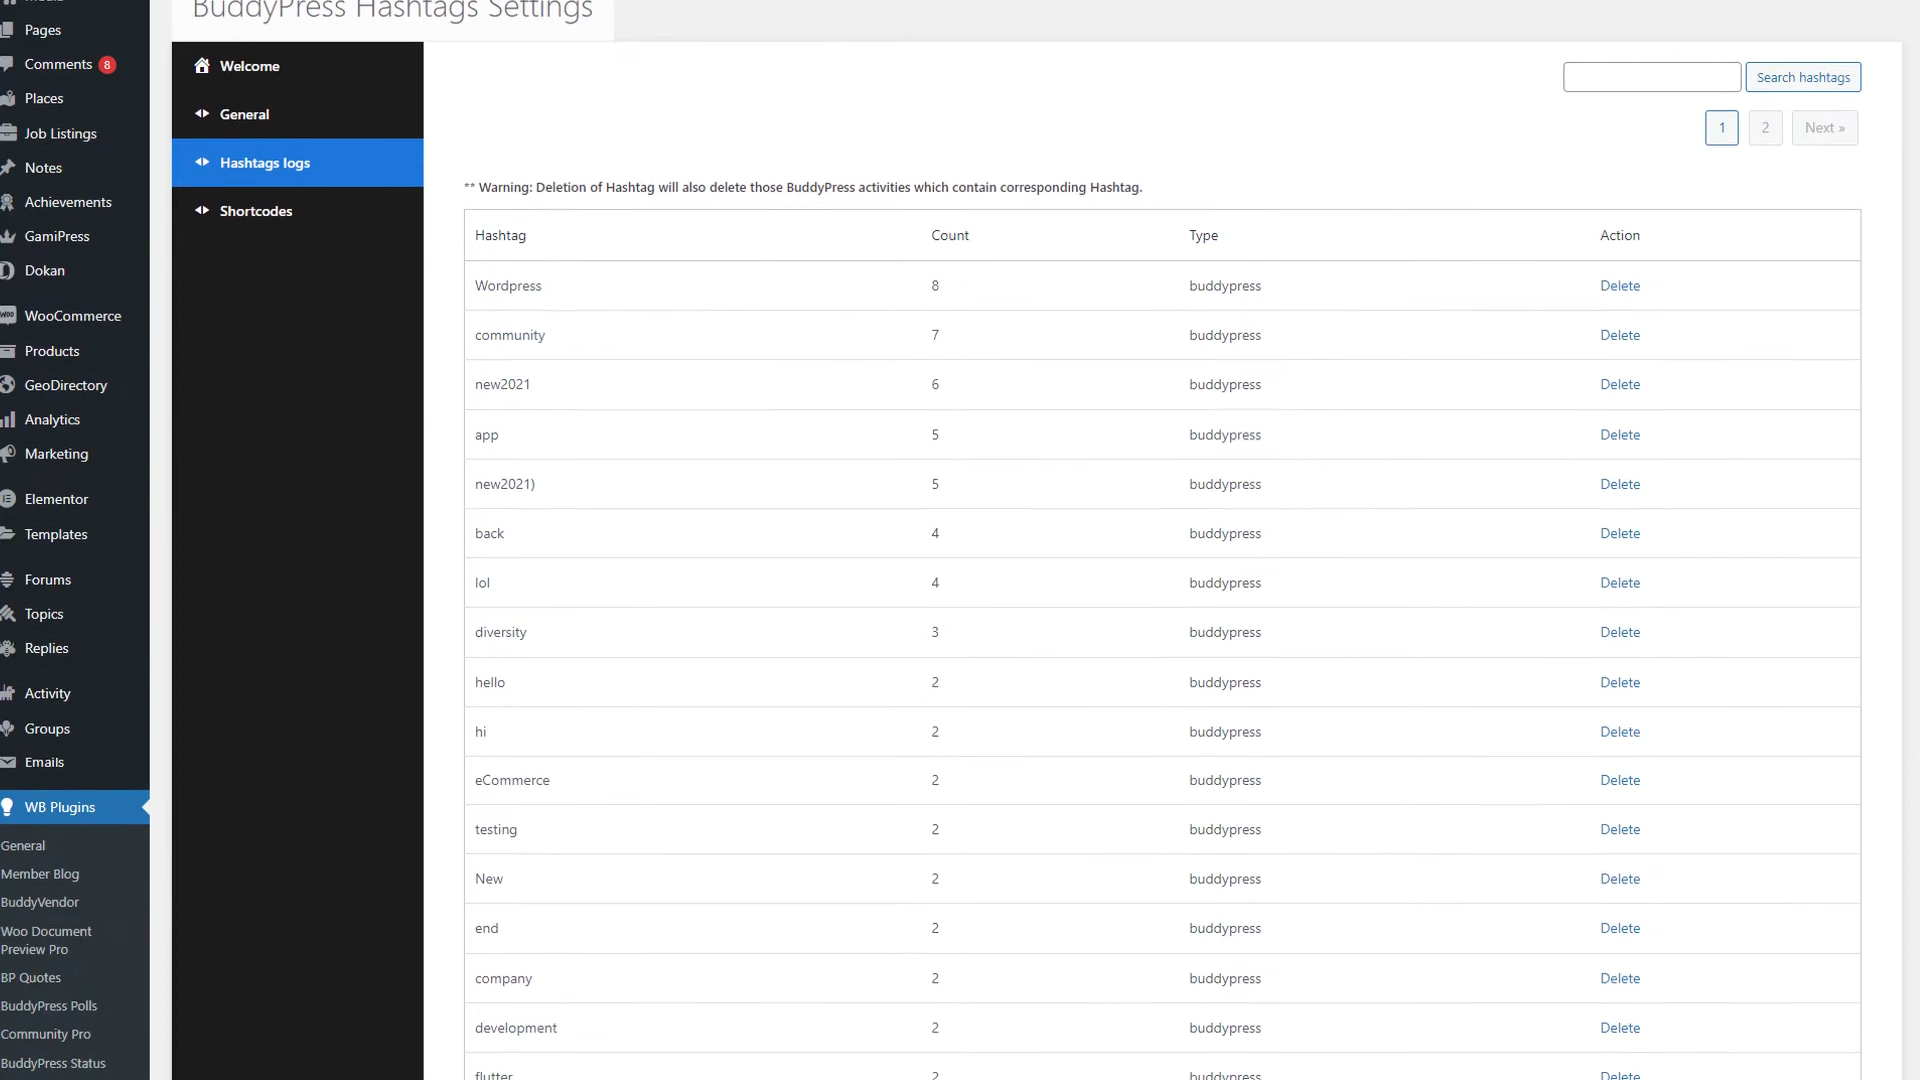 BuddyPress Hashtags Settings
Pages
Comments 8
Places
Job Listings
Notes
Achievements
GamiPress
Dokan
WooCommerce
Products
GeoDirectory
Analytics
Marketing
Elementor
Templates
Forums
Topics
Replies
Activity
Groups
Emails
WB Plugins
General
Member Blog
BuddyVendor
Woo Document
Preview Pro
BP Quotes
BuddyPress Polls
Community Pro
BuddyPress Status
Welcome
General
Hashtags logs
Shortcodes
Search hashtags
1 2 Next »
** Warning: Deletion of Hashtag will also delete those BuddyPress activities which contain corresponding Hashtag.
Hashtag Count Type Action
Wordpress 8 buddypress Delete
community 7 buddypress Delete
new2021 6 buddypress Delete
app 5 buddypress Delete
new2021) 5 buddypress Delete
back 4 buddypress Delete
lol 4 buddypress Delete
diversity 3 buddypress Delete
hello 2 buddypress Delete
hi 2 buddypress Delete
eCommerce 2 buddypress Delete
testing 2 buddypress Delete
New 2 buddypress Delete
end 2 buddypress Delete
company 2 buddypress Delete
development 2 buddypress Delete
flutter 2 buddypress Delete